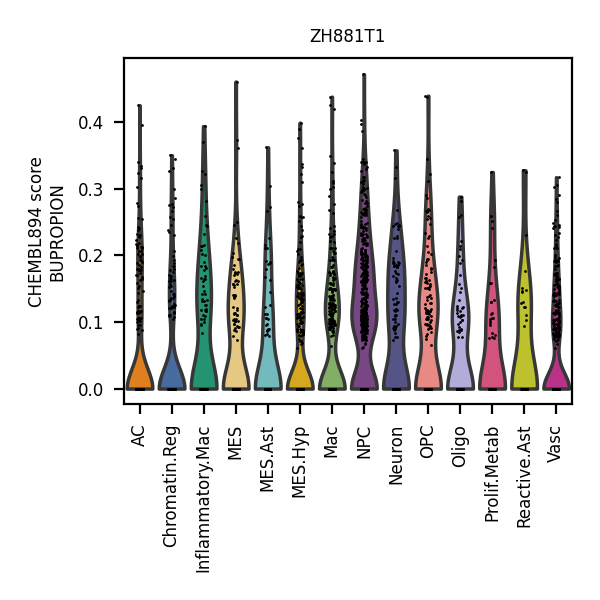 ZH881T1
CHEMBL894 score
BUPROPION
0.4
0.3
0.2
0.1
0.0
AC
Chromatin.Reg
Inflammatory.Mac
MES
MES.Ast
MES.Hyp
Mac
NPC
Neuron
OPC
Oligo
Prolif.Metab
Reactive.Ast
Vasc